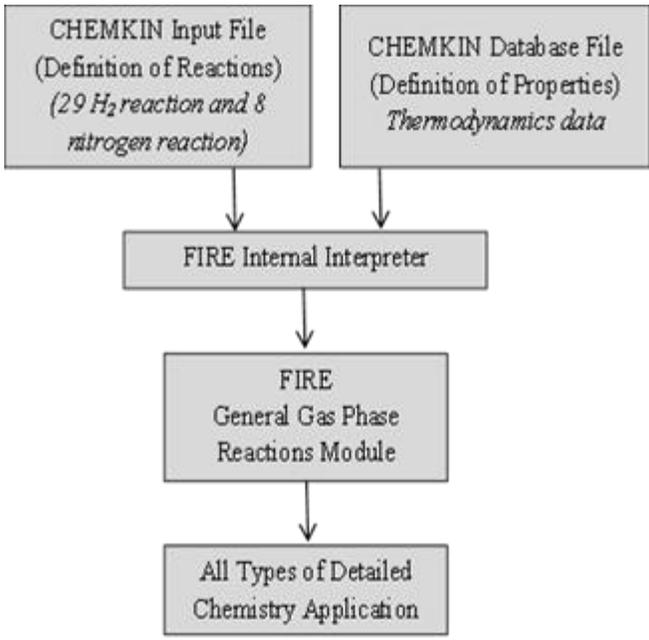 CHEMKIN Input File
(Definition of Reactions)
(29 H₂ reaction and 8
nitrogen reaction)
CHEMKIN Database File
(Definition of Properties)
Thermodynamics data
FIRE Internal Interpreter
FIRE
General Gas Phase
Reactions Module
All Types of Detailed
Chemistry Application